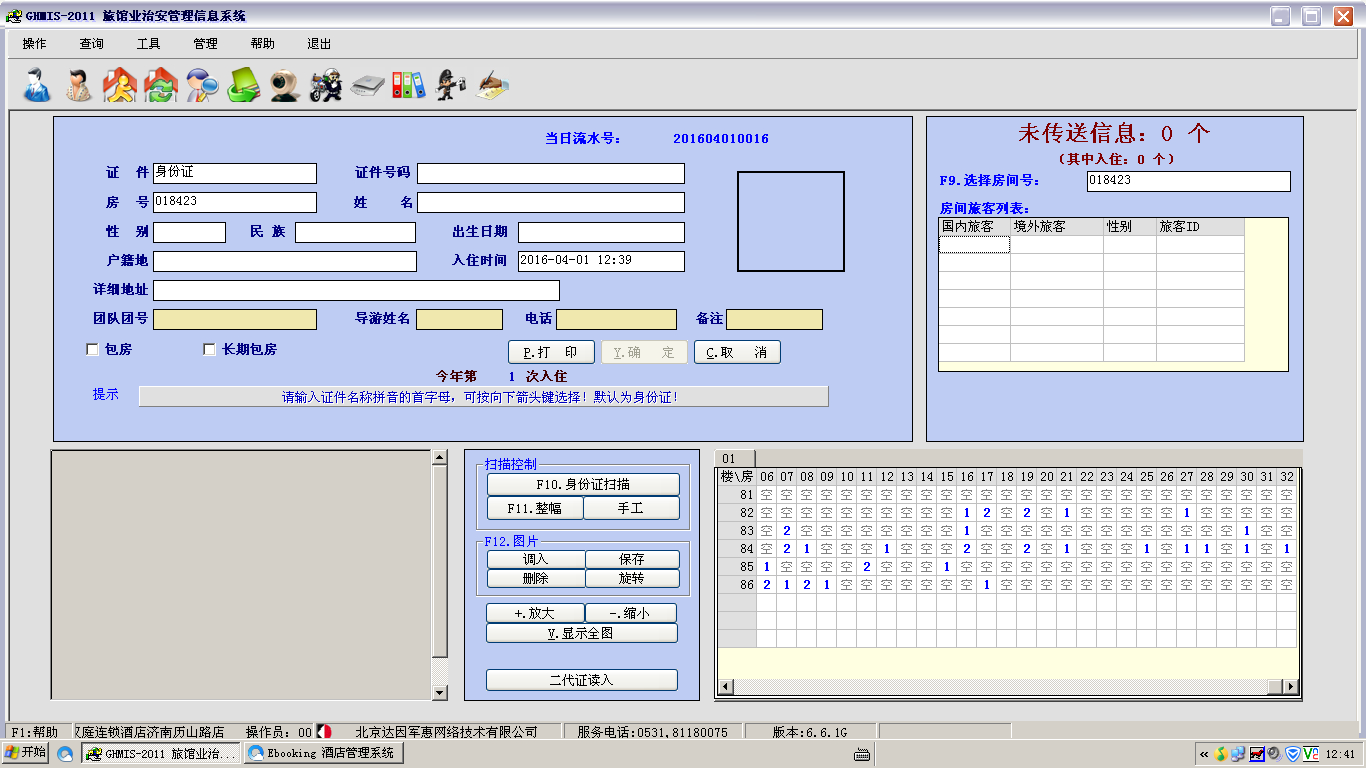 GHMIS-2011 旅馆业治安管理信息系统
操作 查询 工具 管理 帮助 退出
当日流水号: 201604010016
证 件 身份证 证件号码
房 号 018423 姓 名
性 别 民 族 出生日期
户籍地 入住时间 2016-04-01 12:39
详细地址
团队团号 导游姓名 电话 备注
包房 长期包房 P.打 印 Y.确 定 C.取 消
今年第 1 次入住
提示 请输入证件名称拼音的首字母, 可按向下箭头键选择! 默认为身份证!
未传送信息: 0 个
(其中入住: 0 个)
F9.选择房间号: 018423
房间旅客列表:
国内旅客 境外旅客 性别 旅客ID
扫描控制
F10.身份证扫描
F11.整幅 手工
F12.图片
调入 保存
删除 旋转
+.放大 -.缩小
V.显示全图
二代证读入
01
楼\房 06 07 08 09 10 11 12 13 14 15 16 17 18 19 20 21 22 23 24 25 26 27 28 29 30 31 32
81 空 空 空 空 空 空 空 空 空 空 空 空 空 空 空 空 空 空 空 空 空 空 空 空 空 空 空
82 空 空 空 空 空 空 空 空 空 空 1 2 空 2 空 1 空 空 空 空 空 1 空 空 空 空 空
83 空 2 空 空 空 空 空 空 空 空 1 空 空 空 空 空 空 空 空 空 空 空 空 空 1 空 空
84 空 2 1 空 空 空 1 空 空 空 2 空 空 2 空 1 空 空 空 1 空 1 1 空 1 空 1
85 1 空 空 空 空 2 空 空 空 1 空 空 空 空 空 空 空 空 空 空 空 空 空 空 空 空 空
86 2 1 2 1 空 空 空 空 空 空 空 1 空 空 空 空 空 空 空 空 空 空 空 空 空 空 空
F1:帮助 庭连锁酒店济南历山路店 操作员: 00 北京达因军惠网络技术有限公司 服务电话:0531,81180075 版本:6.6.1G
开始 GHMIS-2011 旅馆业治... Ebooking 酒店管理系统 « 12:41